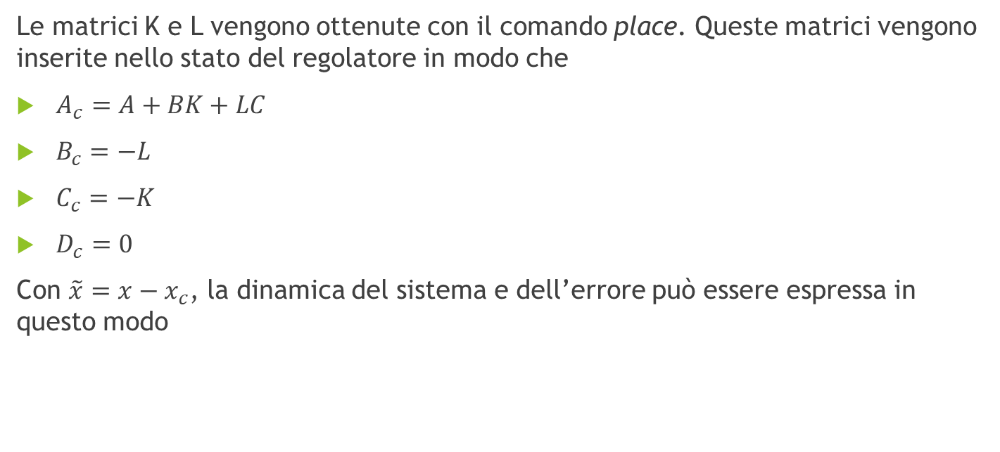 Le matrici K e L vengono ottenute con il comando place. Queste matrici vengono
inserite nello stato del regolatore in modo che
A_c = A + BK + LC
B_c = −L
C_c = −K
D_c = 0
Con x̃ = x − x_c, la dinamica del sistema e dell’errore può essere espressa in
questo modo